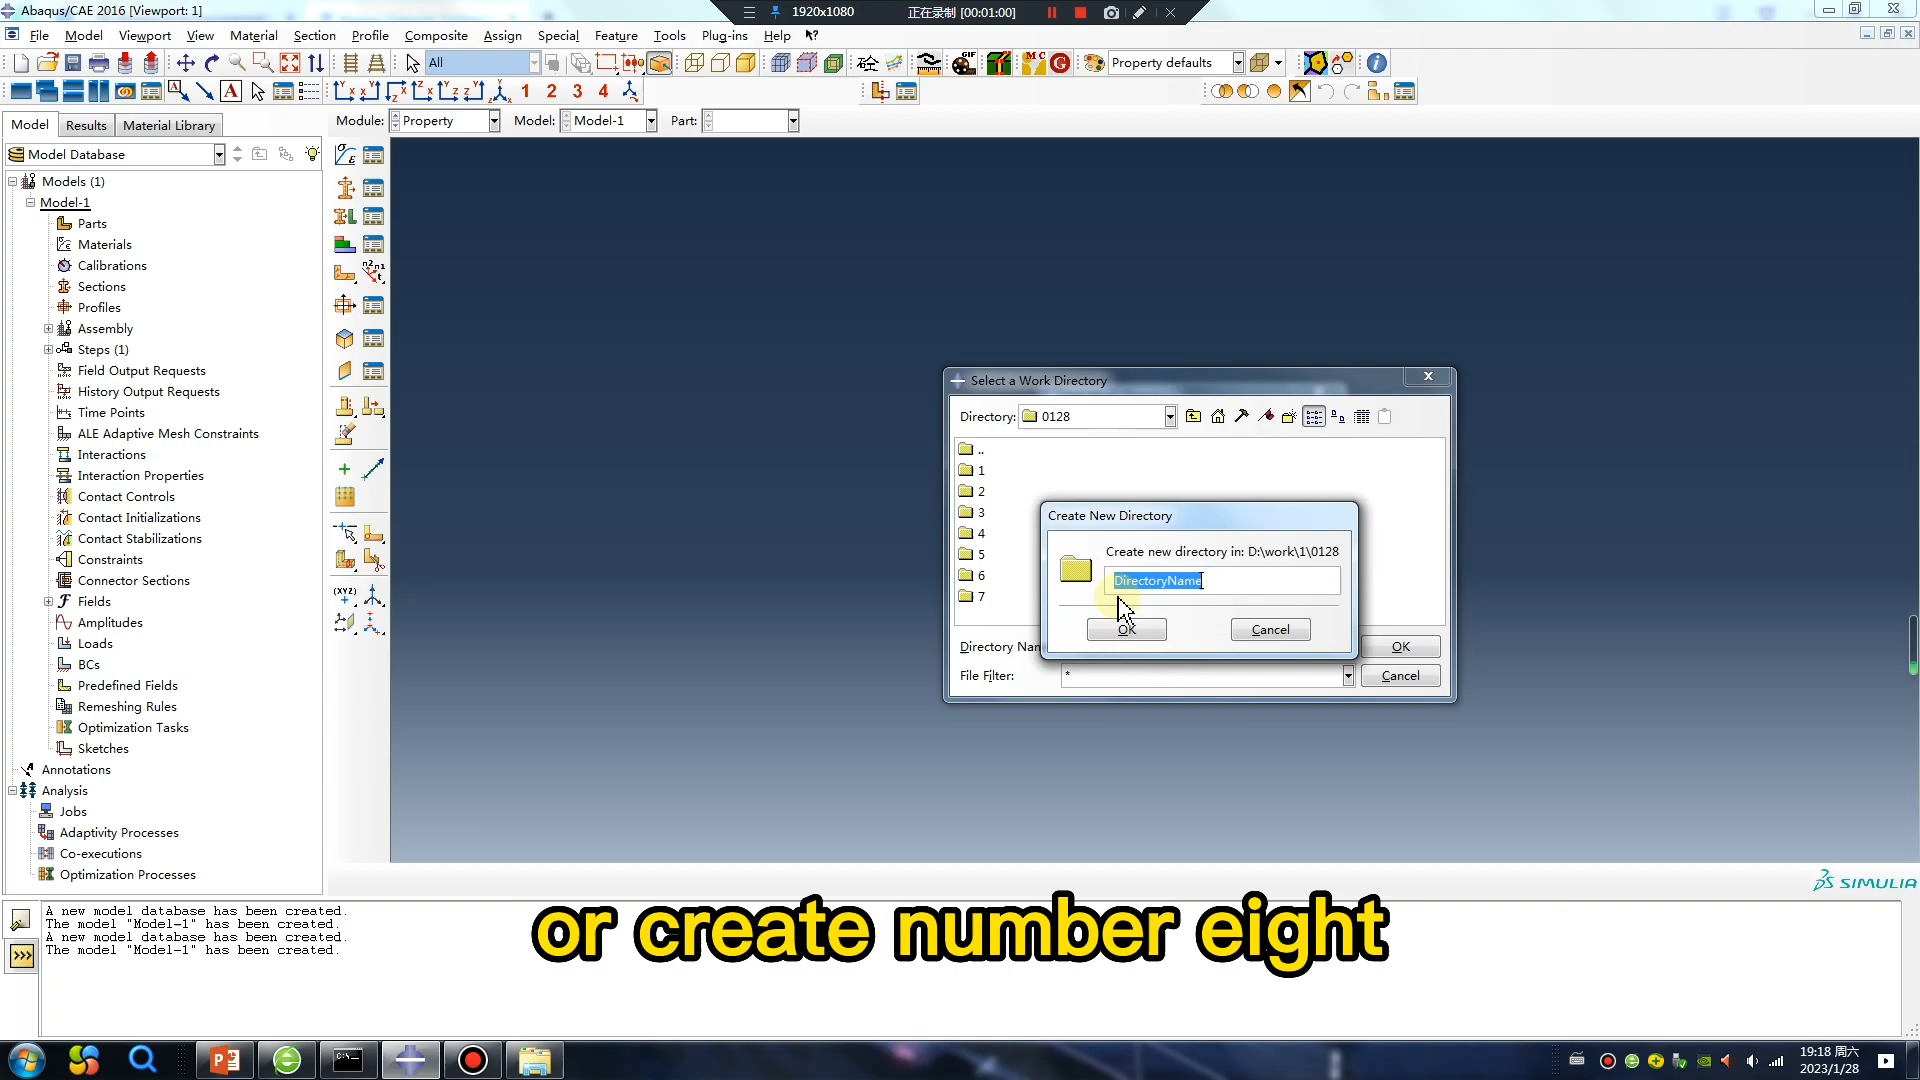 Abaqus/CAE 2016 [Viewport: 1]
1920x1080 正在录制 [00:01:00]
File Model Viewport View Material Section Profile Composite Assign Special Feature Tools Plug-ins Help
All
Property defaults
1 2 3 4
Model Results Material Library
Module: Property Model: Model-1 Part:
Model Database
Models (1)
Model-1
Parts
Materials
Calibrations
Sections
Profiles
Assembly
Steps (1)
Field Output Requests
History Output Requests
Time Points
ALE Adaptive Mesh Constraints
Interactions
Interaction Properties
Contact Controls
Contact Initializations
Contact Stabilizations
Constraints
Connector Sections
Fields
Amplitudes
Loads
BCs
Predefined Fields
Remeshing Rules
Optimization Tasks
Sketches
Annotations
Analysis
Jobs
Adaptivity Processes
Co-executions
Optimization Processes
Select a Work Directory
Directory: 0128
..
1
2
3
4
5
6
7
Create New Directory
Create new directory in: D:\work\1\0128
DirectoryName
OK Cancel
Directory Nam OK
File Filter: * Cancel
SIMULIA
A new model database has been created.
The model "Model-1" has been created.
A new model database has been created.
The model "Model-1" has been created.
or create number eight
19:18 周六
2023/1/28